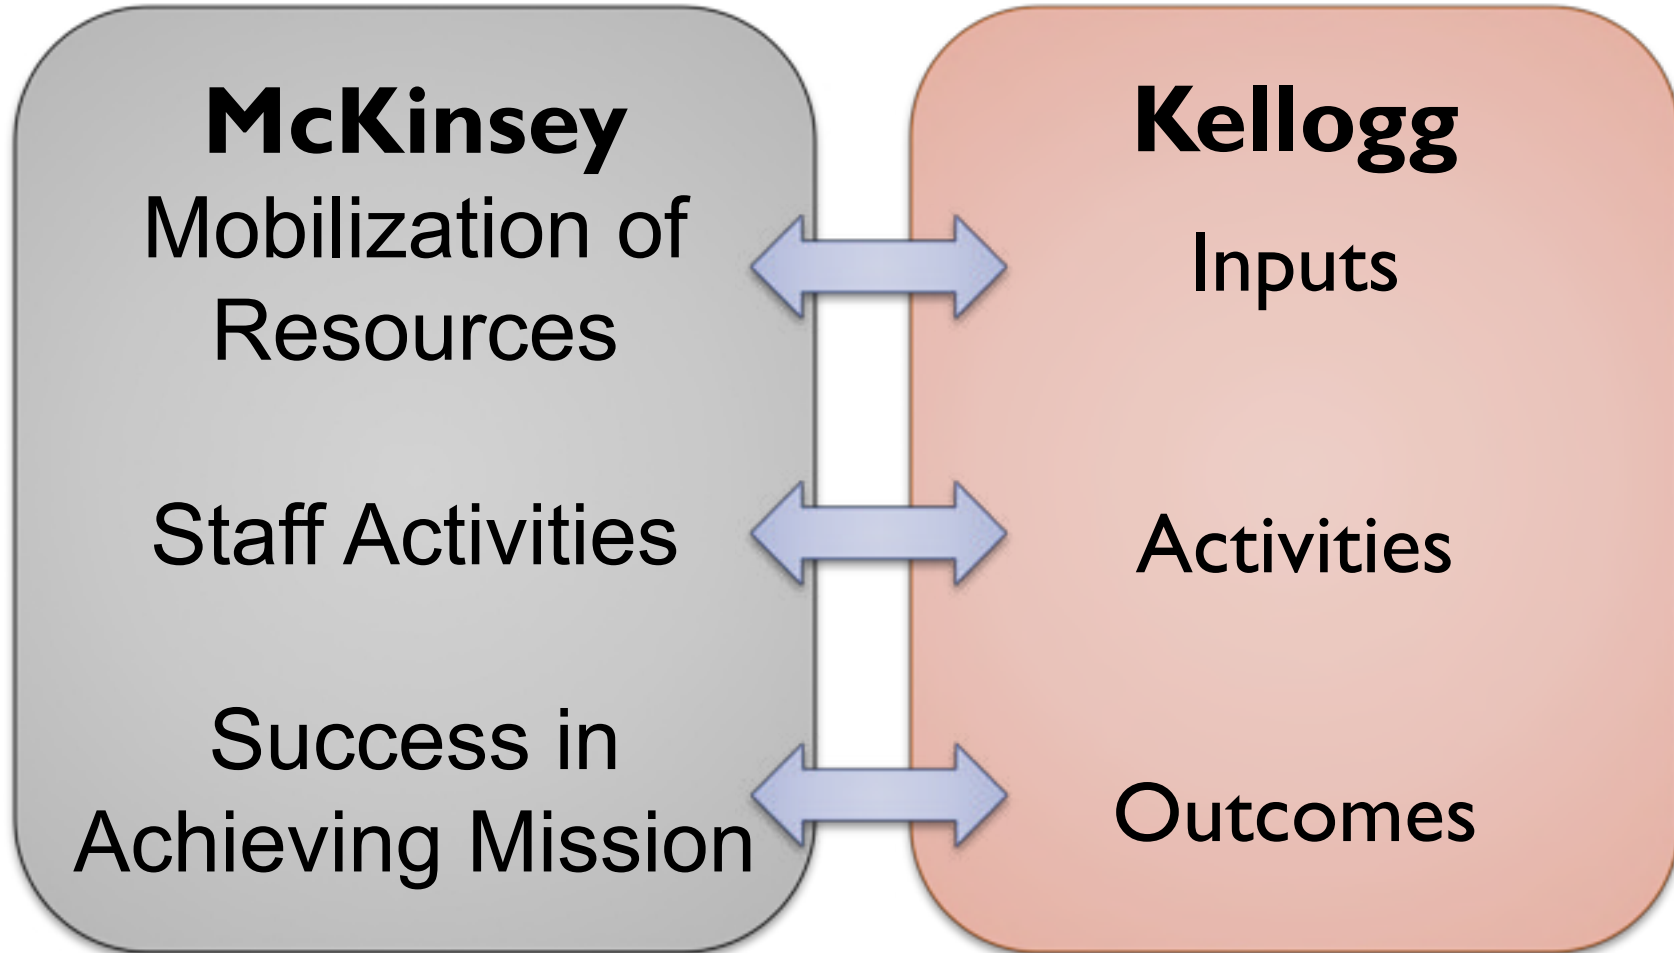 McKinsey
Mobilization of
Resources
Staff Activities
Success in
Achieving Mission
Kellogg
Inputs
Activities
Outcomes